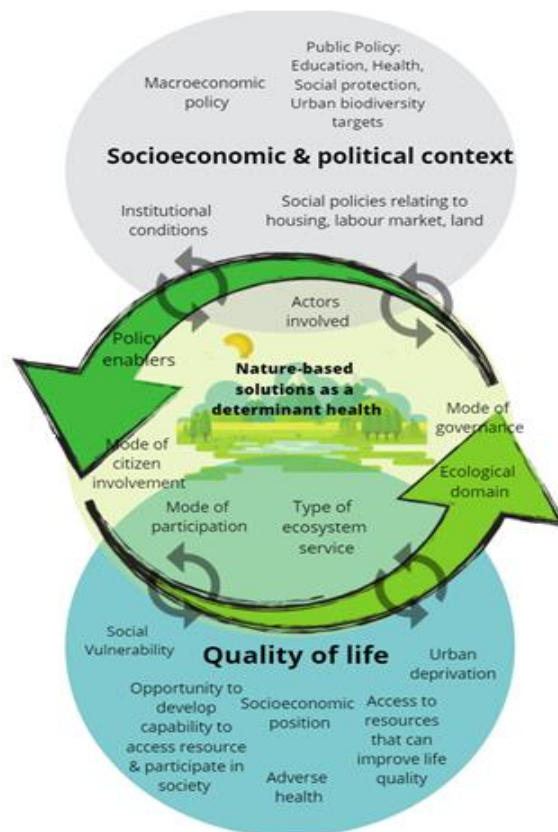 Public Policy:
Education, Health,
Social protection,
Urban biodiversity
targets
Macroeconomic
policy
Socioeconomic & political context
Institutional
conditions
Social policies relating to
housing, labour market, land
Actors
involved
Policy
enablers
Nature-based
solutions as a
determinant health
Mode of
governance
Mode of
citizen
involvement
Ecological
domain
Mode of
participation
Type of
ecosystem
service
Social
Vulnerability
Quality of life
Urban
deprivation
Opportunity to
develop
capability to
access resource
& participate in
society
Socioeconomic
position
Access to
resources
that can
improve life
quality
Adverse
health